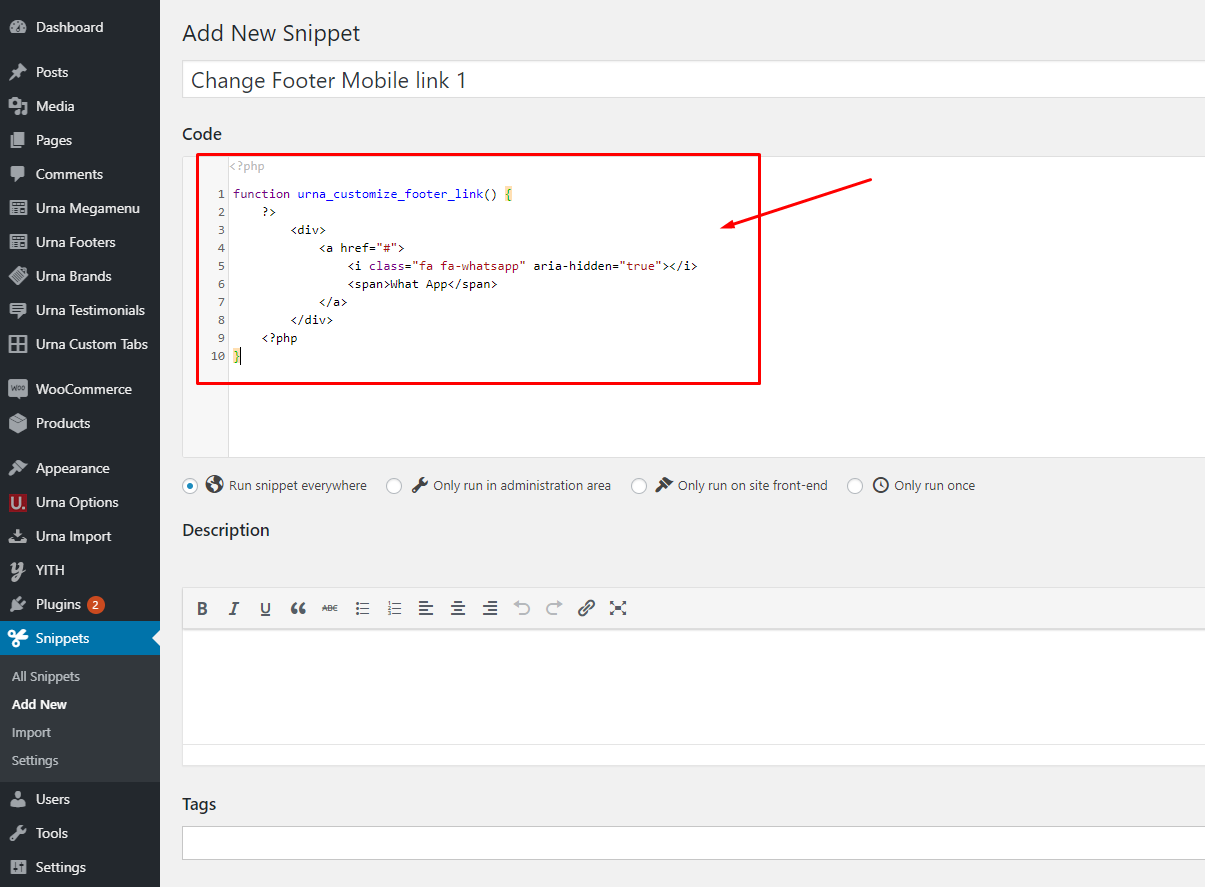 Dashboard
Posts
Media
Pages
Comments
Urna Megamenu
Urna Footers
Urna Brands
Urna Testimonials
Urna Custom Tabs
WOO WooCommerce
Products
Appearance
U. Urna Options
Urna Import
YITH
Plugins 2
Snippets
All Snippets
Add New
Import
Settings
Users
Tools
Settings
Add New Snippet
Change Footer Mobile link 1
Code
<?php
1 function urna_customize_footer_link() {
2 ?>
3 <div>
4 <a href="#">
5 <i class="fa fa-whatsapp" aria-hidden="true"></i>
6 <span>What App</span>
7 </a>
8 </div>
9 <?php
10 }
Run snippet everywhere Only run in administration area Only run on site front-end Only run once
Description
B I U ABC
Tags